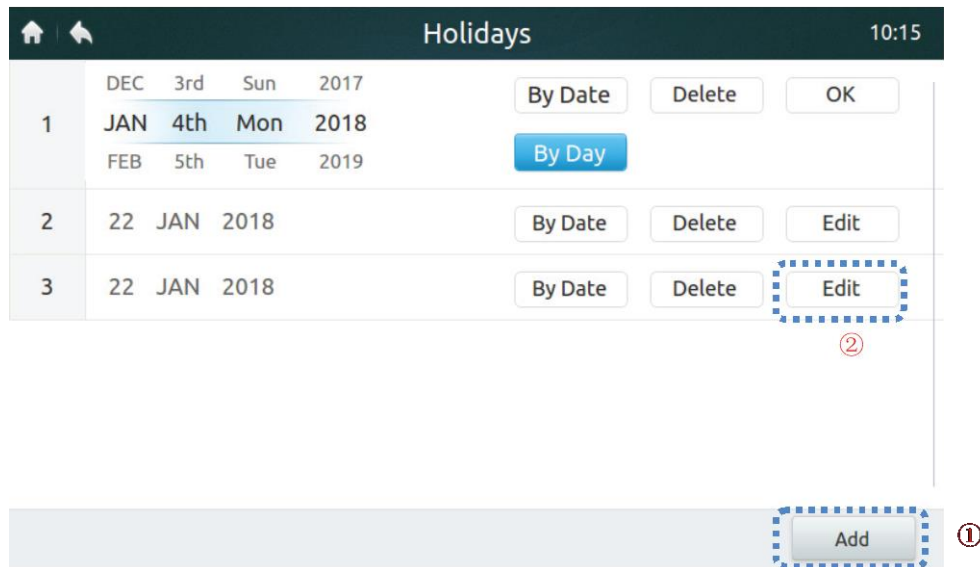 Holidays 10:15
DEC 3rd Sun 2017 By Date Delete OK
1 JAN 4th Mon 2018
FEB 5th Tue 2019 By Day
2 22 JAN 2018 By Date Delete Edit
3 22 JAN 2018 By Date Delete Edit
②
Add ①